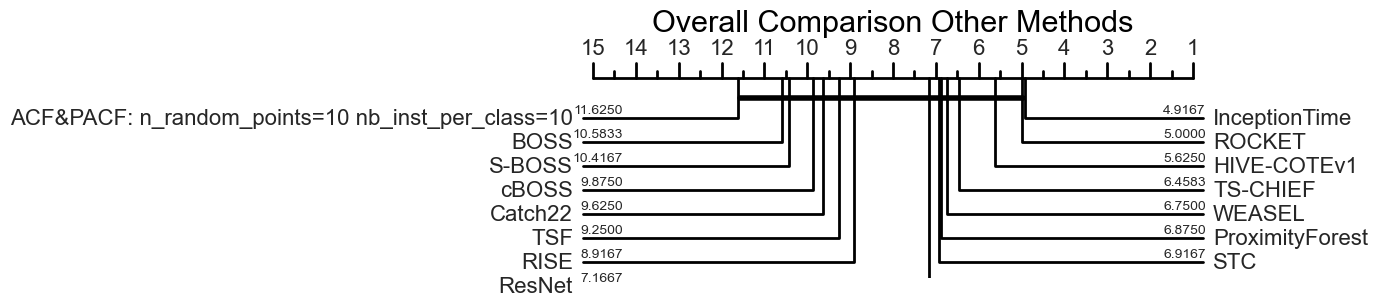 Overall Comparison Other Methods
15 14 13 12 11 10 9 8 7 6 5 4 3 2 1
ACF&PACF: n_random_points=10 nb_inst_per_class=10 11.6250
4.9167 InceptionTime
BOSS 10.5833
5.0000 ROCKET
S-BOSS 10.4167
5.6250 HIVE-COTEv1
cBOSS 9.8750
6.4583 TS-CHIEF
Catch22 9.6250
6.7500 WEASEL
TSF 9.2500
6.8750 ProximityForest
RISE 8.9167
6.9167 STC
ResNet 7.1667